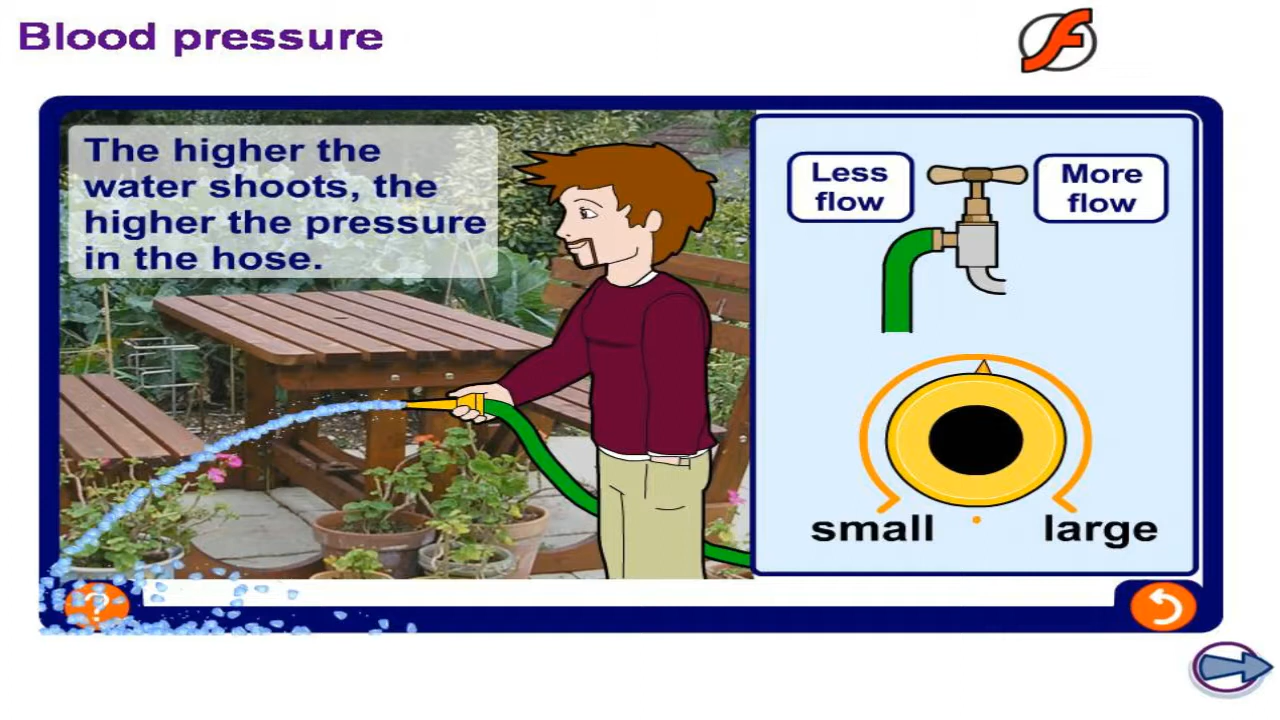 Blood pressure
The higher the
water shoots, the
higher the pressure
in the hose.
Less
flow
More
flow
small
large
?